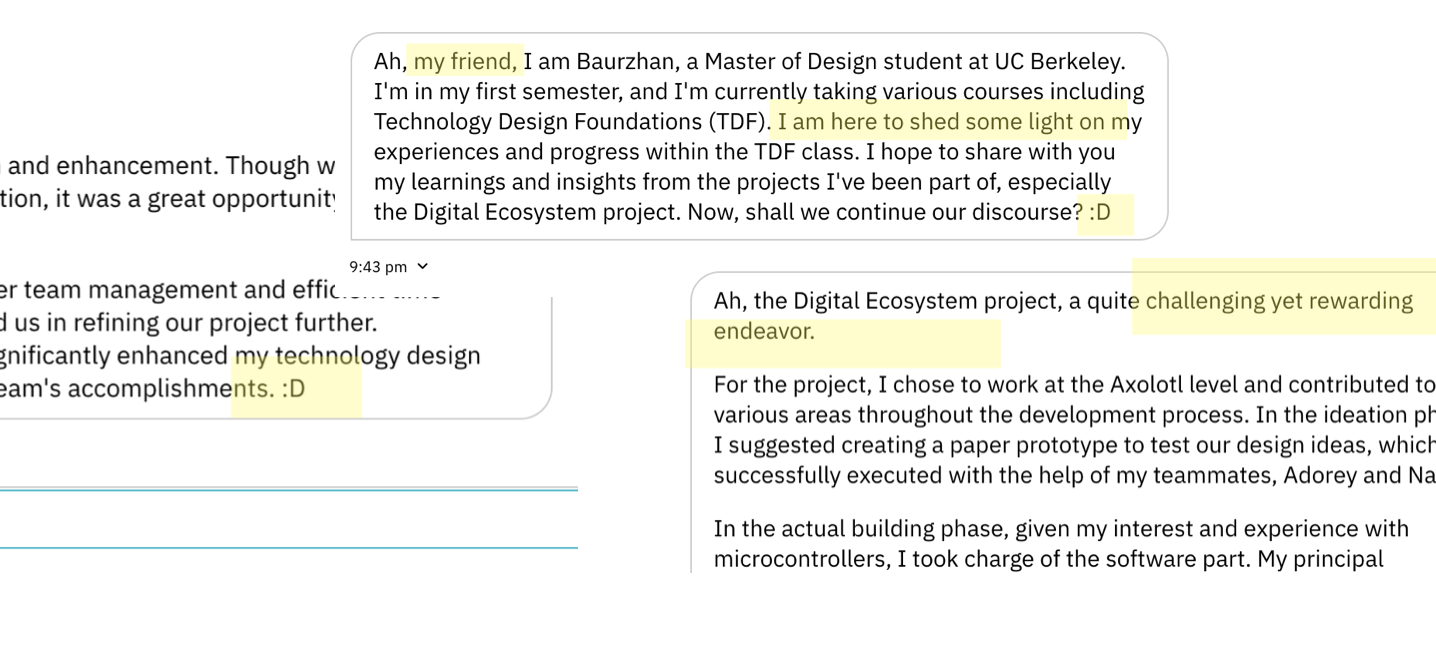 Ah, my friend, I am Baurzhan, a Master of Design student at UC Berkeley.
I'm in my first semester, and I'm currently taking various courses including
Technology Design Foundations (TDF). I am here to shed some light on my
experiences and progress within the TDF class. I hope to share with you
my learnings and insights from the projects I've been part of, especially
the Digital Ecosystem project. Now, shall we continue our discourse? :D
9:43 pm
and enhancement. Though w
tion, it was a great opportunity
er team management and effic
d us in refining our project further.
gnificantly enhanced my technology design
eam's accomplishments. :D
Ah, the Digital Ecosystem project, a quite challenging yet rewarding
endeavor.
For the project, I chose to work at the Axolotl level and contributed to
various areas throughout the development process. In the ideation ph
I suggested creating a paper prototype to test our design ideas, which
successfully executed with the help of my teammates, Adorey and Na
In the actual building phase, given my interest and experience with
microcontrollers, I took charge of the software part. My principal